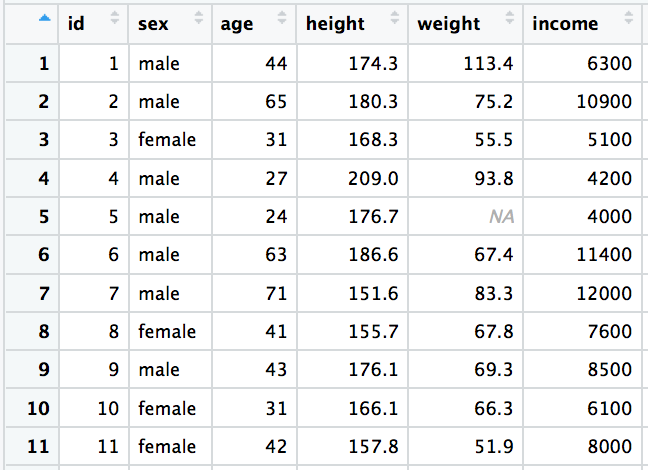 id sex age height weight income
1 1 male 44 174.3 113.4 6300
2 2 male 65 180.3 75.2 10900
3 3 female 31 168.3 55.5 5100
4 4 male 27 209.0 93.8 4200
5 5 male 24 176.7 NA 4000
6 6 male 63 186.6 67.4 11400
7 7 male 71 151.6 83.3 12000
8 8 female 41 155.7 67.8 7600
9 9 male 43 176.1 69.3 8500
10 10 female 31 166.1 66.3 6100
11 11 female 42 157.8 51.9 8000